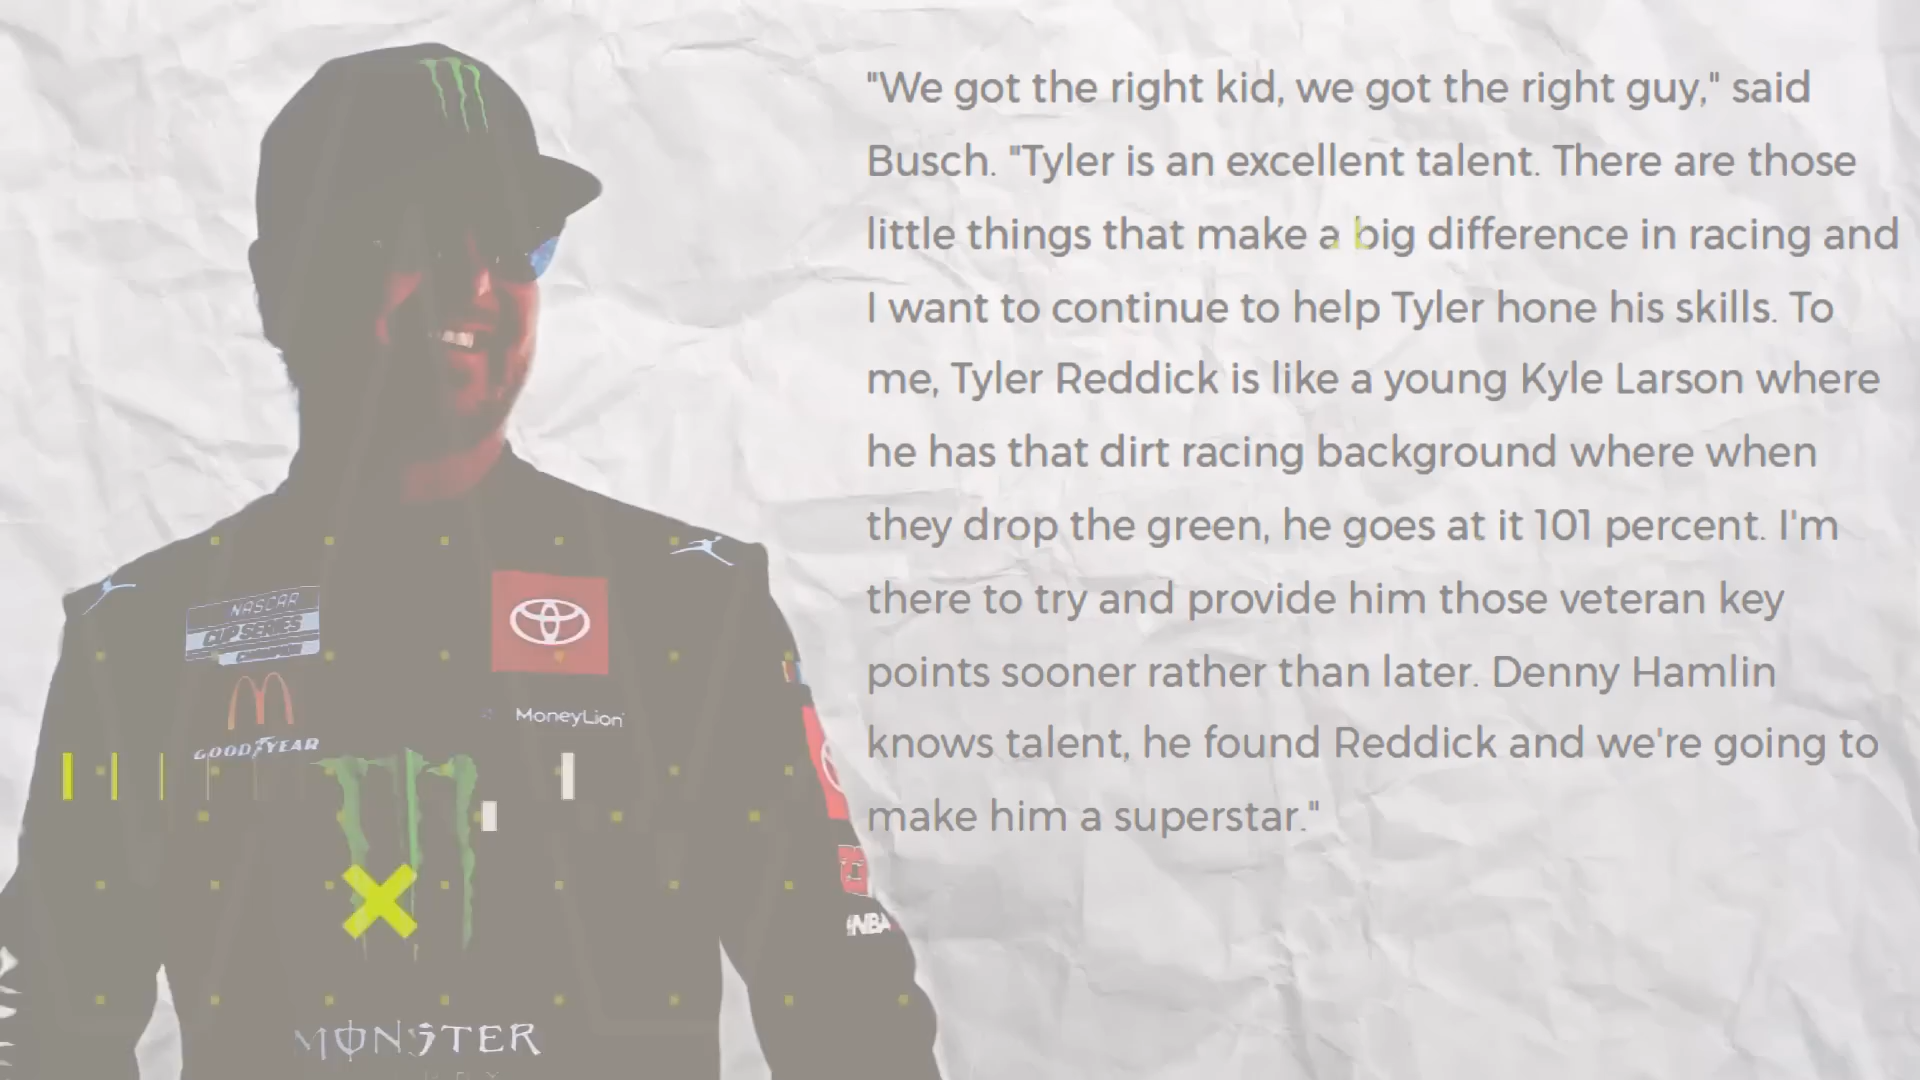 "We got the right kid, we got the right guy," said
Busch. "Tyler is an excellent talent. There are those
little things that make a big difference in racing and
I want to continue to help Tyler hone his skills. To
me, Tyler Reddick is like a young Kyle Larson where
he has that dirt racing background where when
they drop the green, he goes at it 101 percent. I'm
there to try and provide him those veteran key
points sooner rather than later. Denny Hamlin
knows talent, he found Reddick and we're going to
make him a superstar."
NASCAR
CUP SERIES
CHAMPION
MoneyLion
GOODYEAR
23
NBA
MONSTER